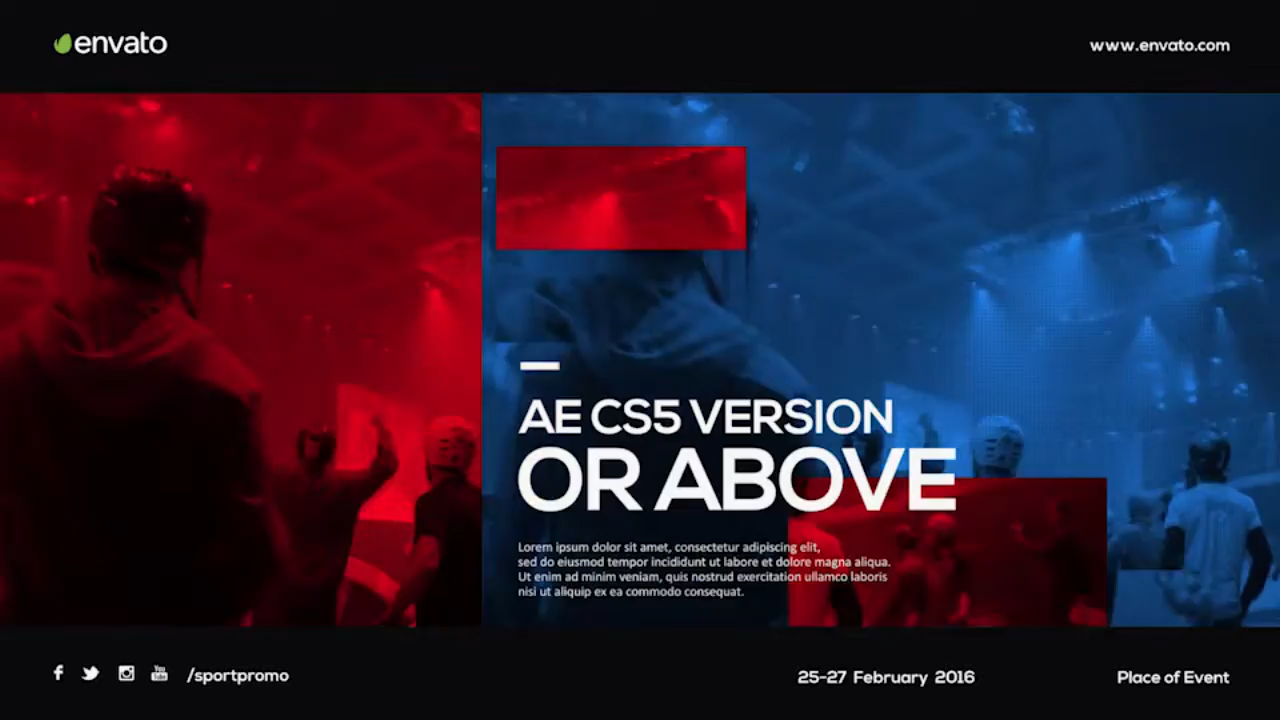 envato
www.envato.com
AE CS5 VERSION
OR ABOVE
Lorem ipsum dolor sit amet, consectetur adipiscing elit,
sed do eiusmod tempor incididunt ut labore et dolore magna aliqua.
Ut enim ad minim veniam, quis nostrud exercitation ullamco laboris
nisi ut aliquip ex ea commodo consequat.
You Tube
/sportpromo
25-27 February 2016
Place of Event